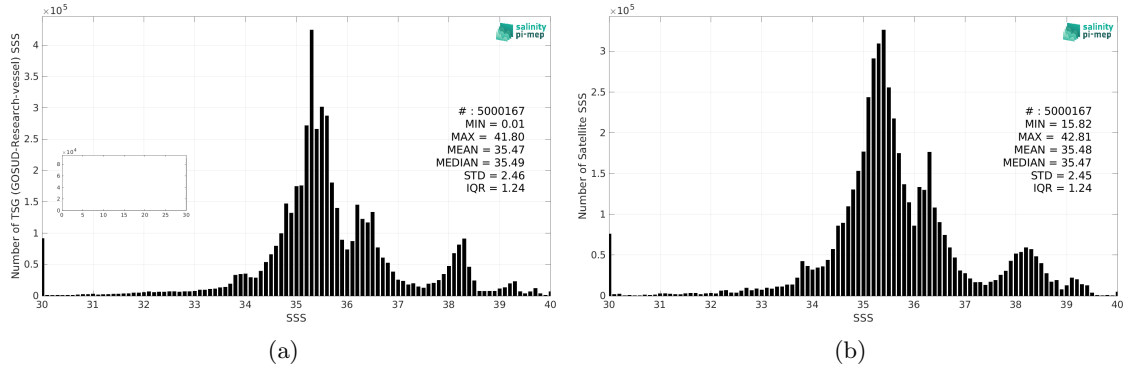 ×10⁵
salinity
pi-mep
Number of TSG (GOSUD-Research-vessel) SSS
4
3.5
3
2.5
2
1.5
1
0.5
0
# : 5000167
MIN = 0.01
MAX = 41.80
MEAN = 35.47
MEDIAN = 35.49
STD = 2.46
IQR = 1.24
×10⁴
8
6
4
2
0
0 5 10 15 20 25 30
30 31 32 33 34 35 36 37 38 39 40
SSS
(a)
×10⁵
salinity
pi-mep
Number of Satellite SSS
3
2.5
2
1.5
1
0.5
0
# : 5000167
MIN = 15.82
MAX = 42.81
MEAN = 35.48
MEDIAN = 35.47
STD = 2.45
IQR = 1.24
30 31 32 33 34 35 36 37 38 39 40
SSS
(b)